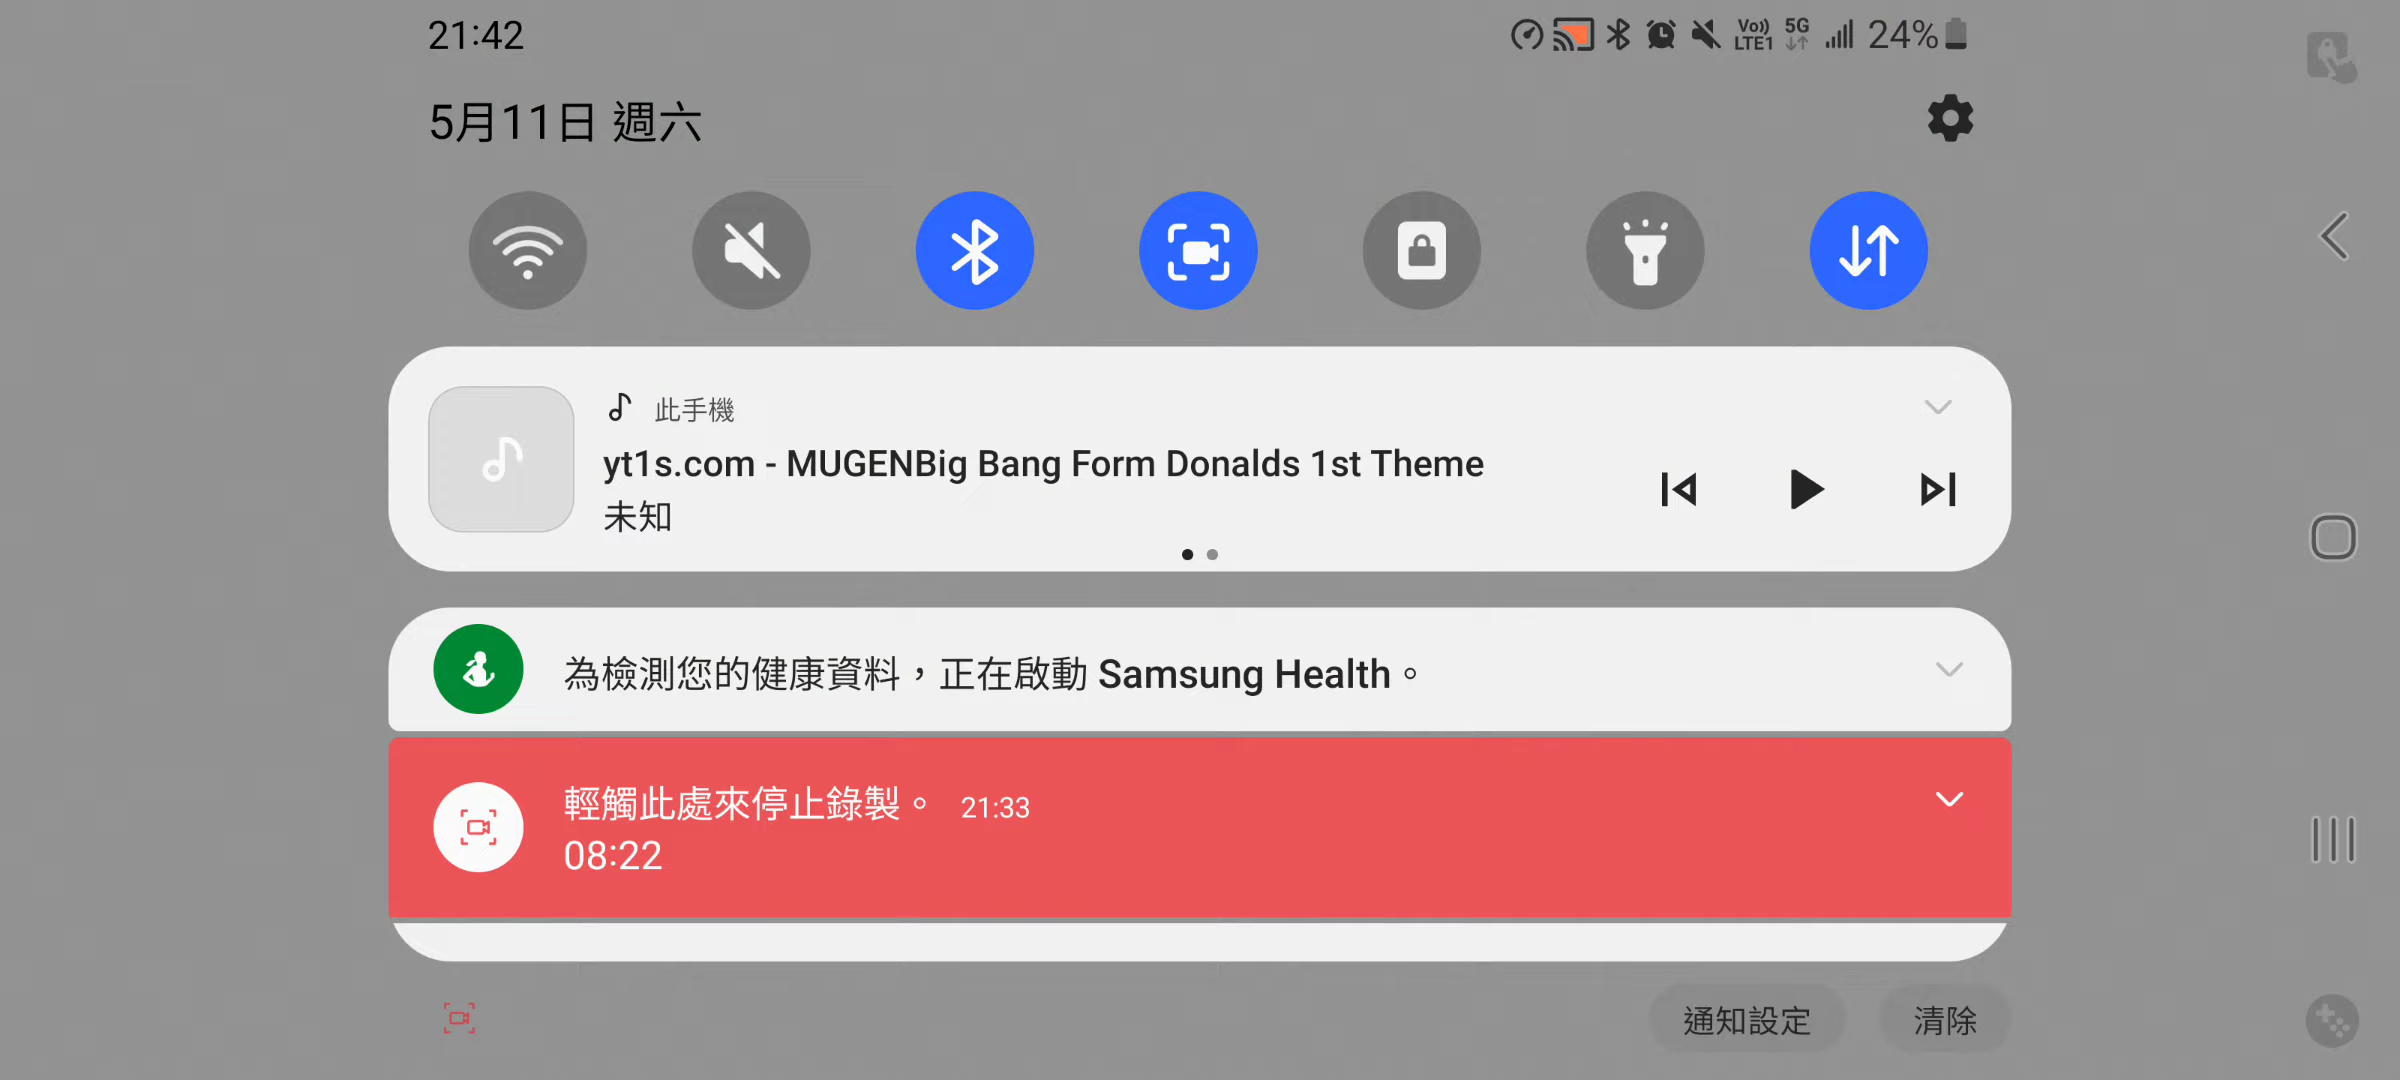 21:42
Vo)) LTE1 5G 24%
5月11日 週六
此手機
yt1s.com - MUGENBig Bang Form Donalds 1st Theme
未知
為檢測您的健康資料，正在啟動 Samsung Health。
輕觸此處來停止錄製。 21:33
08:22
通知設定 清除